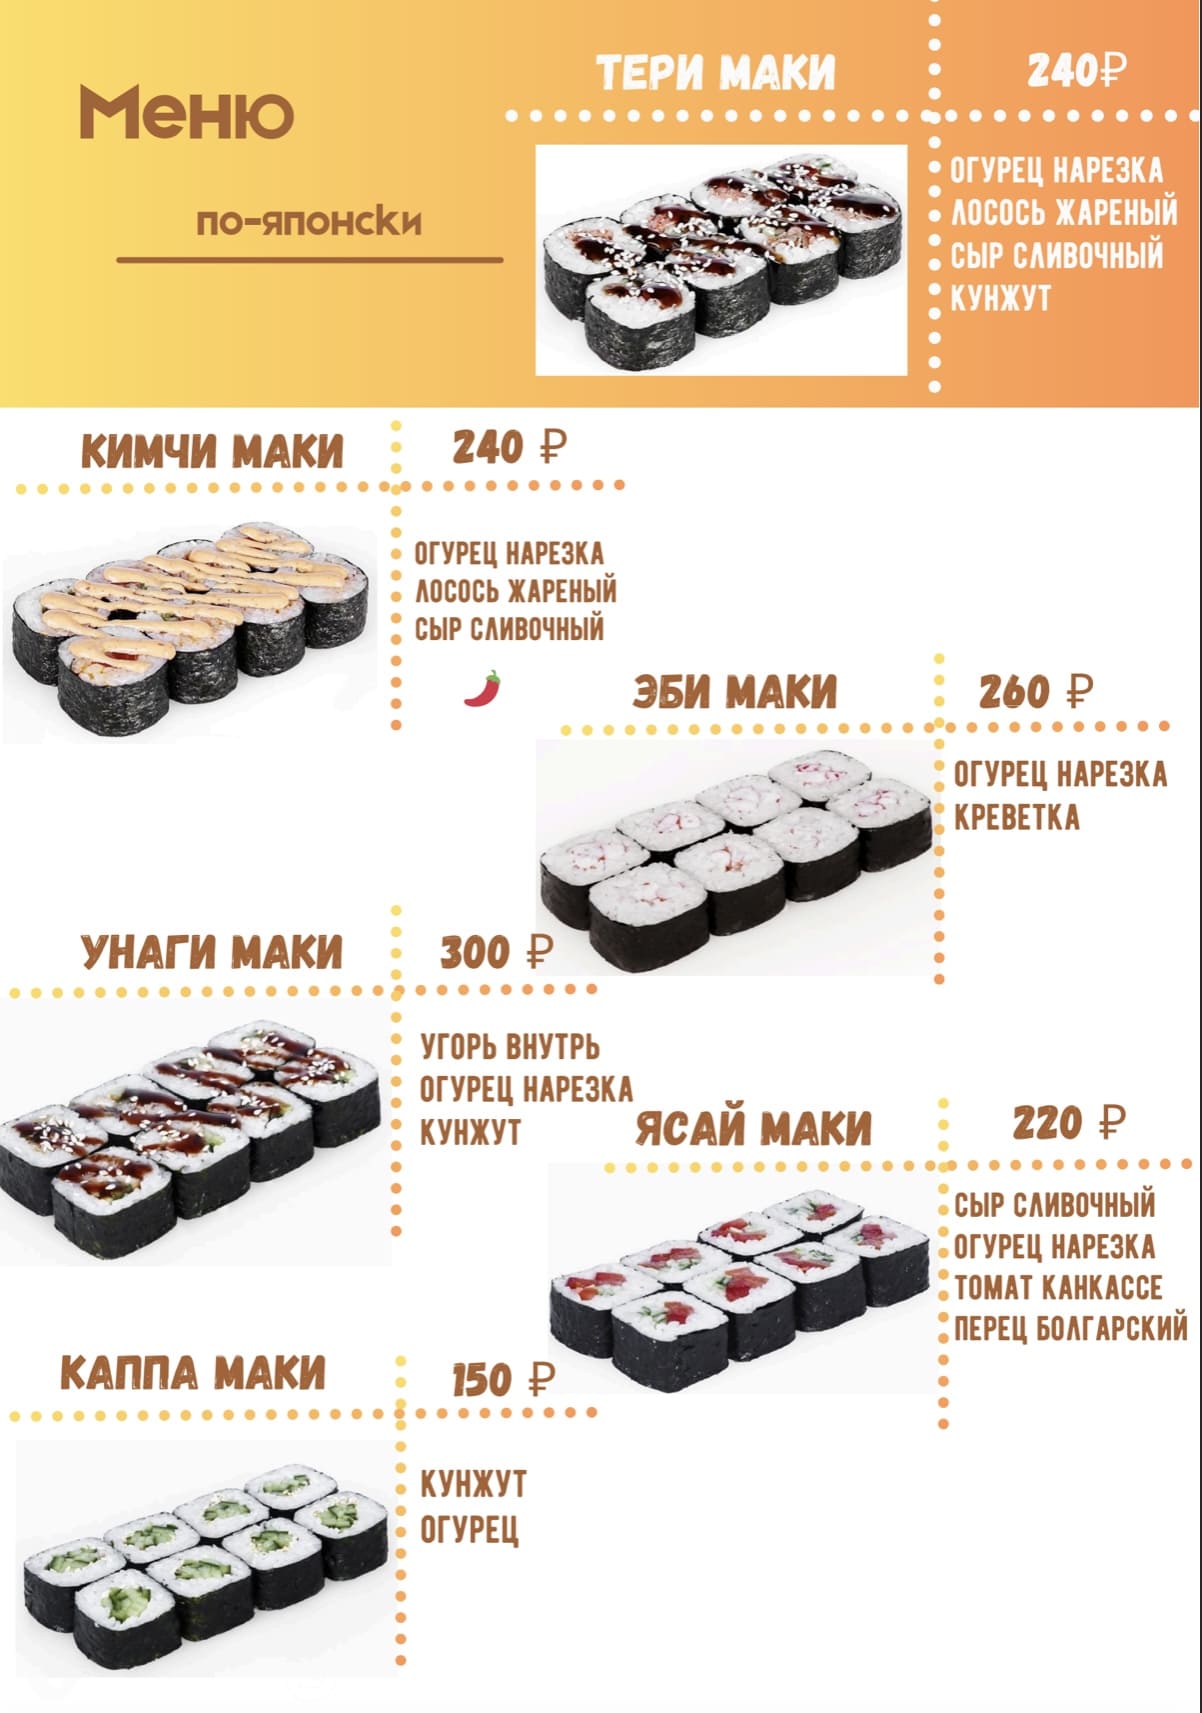 Меню
по-японски
ТЕРИ МАКИ
240₽
ОГУРЕЦ НАРЕЗКА
ЛОСОСЬ ЖАРЕНЫЙ
СЫР СЛИВОЧНЫЙ
КУНЖУТ
КИМЧИ МАКИ
240 ₽
ОГУРЕЦ НАРЕЗКА
ЛОСОСЬ ЖАРЕНЫЙ
СЫР СЛИВОЧНЫЙ
ЭБИ МАКИ
260 ₽
ОГУРЕЦ НАРЕЗКА
КРЕВЕТКА
УНАГИ МАКИ
300 ₽
УГОРЬ ВНУТРЬ
ОГУРЕЦ НАРЕЗКА
КУНЖУТ
ЯСАЙ МАКИ
220 ₽
СЫР СЛИВОЧНЫЙ
ОГУРЕЦ НАРЕЗКА
ТОМАТ КАНКАССЕ
ПЕРЕЦ БОЛГАРСКИЙ
КАППА МАКИ
150 ₽
КУНЖУТ
ОГУРЕЦ